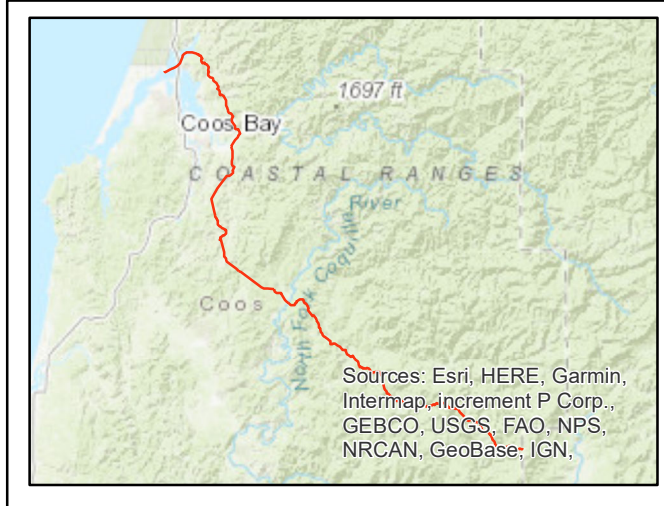 1697 ft
Coos Bay
COASTAL RANGES
North Fork Coquille River
Coos
Sources: Esri, HERE, Garmin,
Intermap, increment P Corp.,
GEBCO, USGS, FAO, NPS,
NRCAN, GeoBase, IGN,